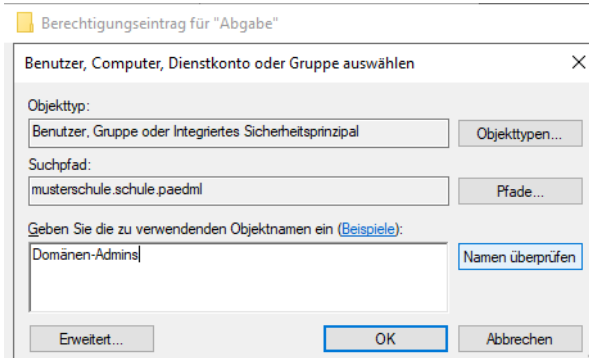 Berechtigungseintrag für "Abgabe"
Benutzer, Computer, Dienstkonto oder Gruppe auswählen
Objekttyp:
Benutzer, Gruppe oder Integriertes Sicherheitsprinzipal
Objekttypen...
Suchpfad:
musterschule.schule.paedml
Pfade...
Geben Sie die zu verwendenden Objektnamen ein (Beispiele):
Domänen-Admins
Namen überprüfen
Erweitert...
OK
Abbrechen